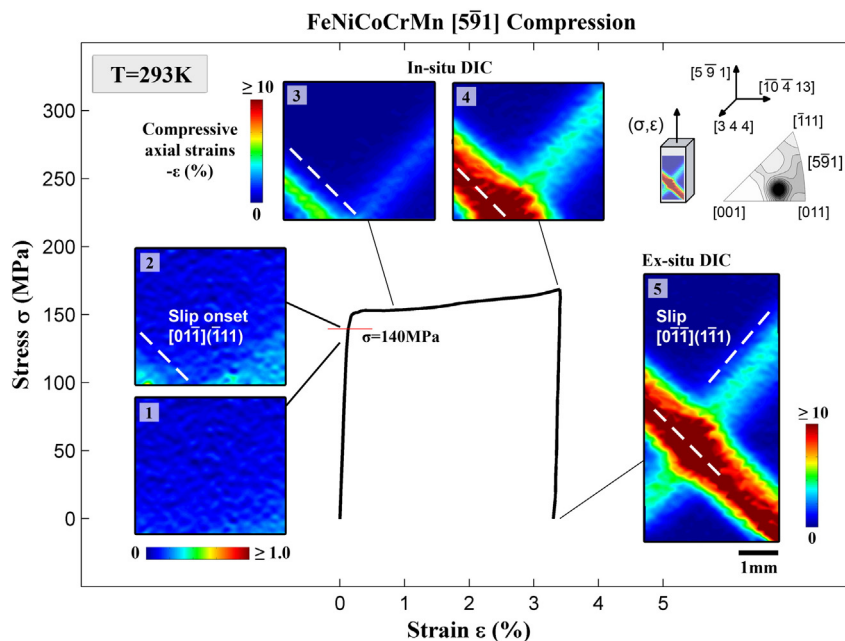 FeNiCoCrMn [5̅5̅91] Compression
T=293K
In-situ DIC
≥ 10
Compressive
axial strains
-ε (%)
0
3
4
[5 9̅ 1]
[1̅0̅ 4̅ 13]
[3 4 4]
(σ,ε)
[1̅11]
[59̅1]
[001]
[011]
2
Slip onset
[011̅](1̅11)
σ=140MPa
1
0
≥ 1.0
Ex-situ DIC
5
Slip
[01̅1̅](11̅1)
≥ 10
0
1mm
Stress σ (MPa)
300
250
200
150
100
50
0
0
1
2
3
4
5
Strain ε (%)